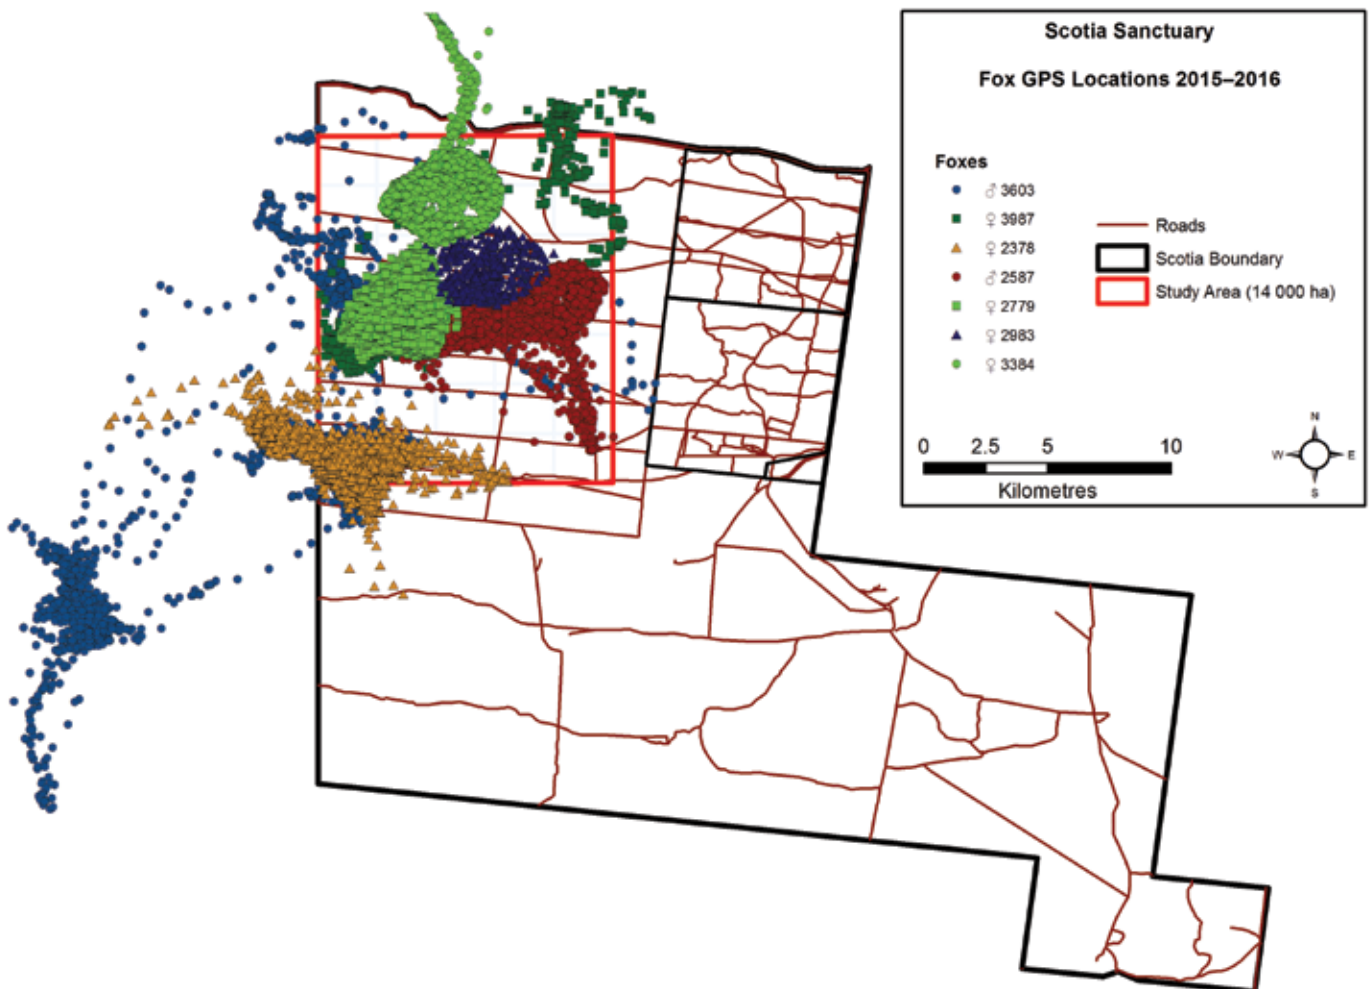 Scotia Sanctuary
Fox GPS Locations 2015–2016
Foxes
♂ 3603
♀ 3987
♀ 2378
♂ 2587
♀ 2779
♀ 2983
♀ 3384
Roads
Scotia Boundary
Study Area (14 000 ha)
0 2.5 5 10
Kilometres
N
W E
S